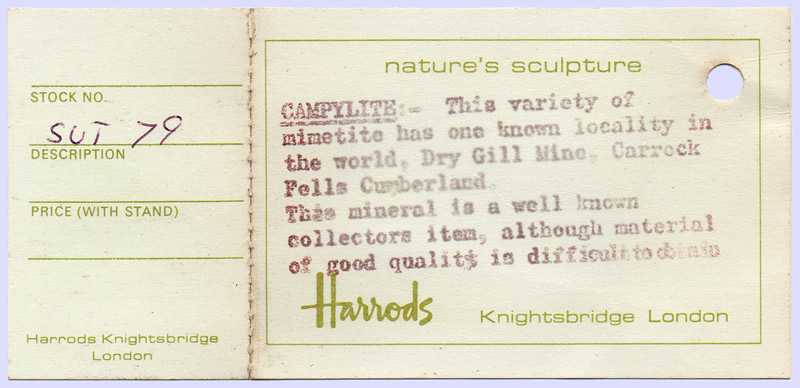 STOCK NO.
SUT 79
DESCRIPTION
PRICE (WITH STAND)
Harrods Knightsbridge
London
nature's sculpture
CAMPYLITE:- This variety of
mimetite has one known locality in
the world, Dry Gill Mine, Carrock
Fells Cumberland.
This mineral is a well known
collectors item, although material
of good quality is difficult to obtain
Harrods
Knightsbridge London